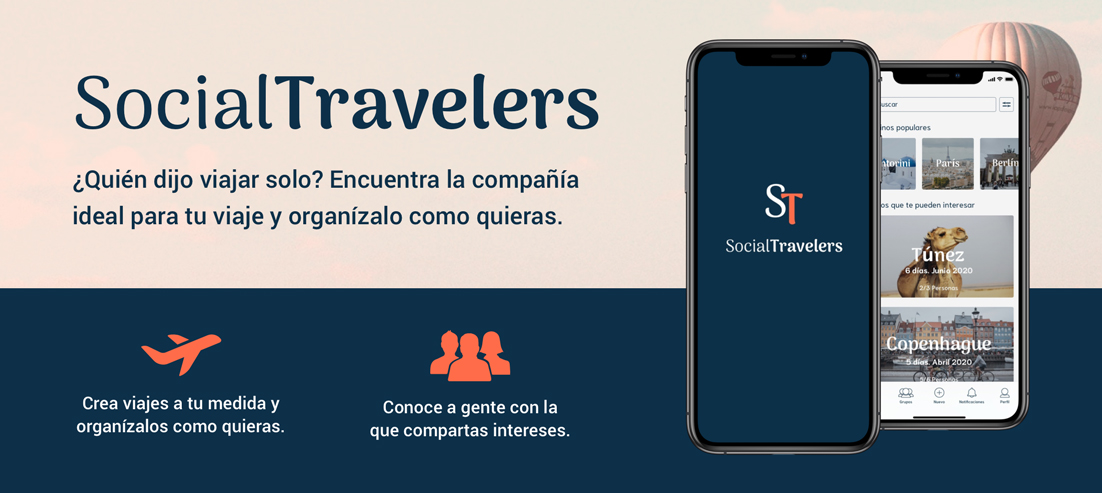 SocialTravelers
¿Quién dijo viajar solo? Encuentra la compañía
ideal para tu viaje y organízalo como quieras.
Crea viajes a tu medida y
organízalos como quieras.
Conoce a gente con la
que compartas intereses.
ST
SocialTravelers
uscar
nos populares
ntorini
París
Berlín
os que te pueden interesar
Túnez
6 días. Junio 2020
2/3 Personas
Copenhague
5 días. Abril 2020
5/6 Personas
Grupos
Nuevo
Notificaciones
Perfil